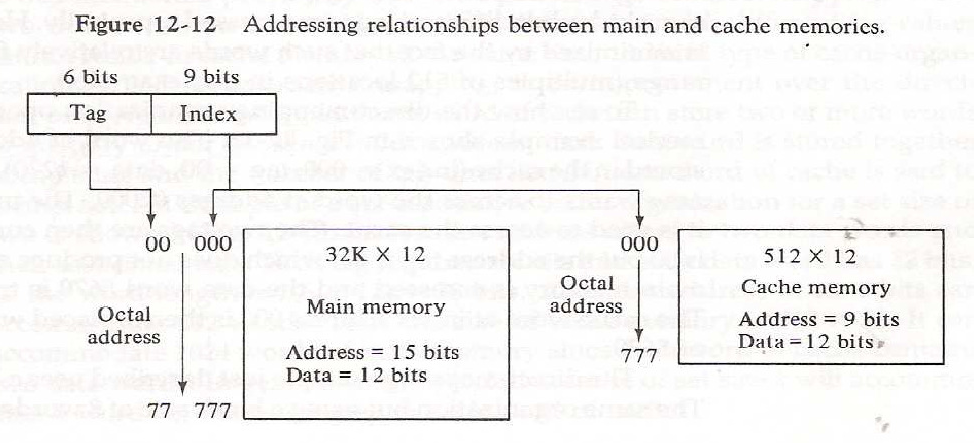 Figure 12-12 Addressing relationships between main and cache memories.
6 bits 9 bits
Tag Index
00 000
Octal
address
77 777
32K × 12
Main memory
Address = 15 bits
Data = 12 bits
000
Octal
address
777
512 × 12
Cache memory
Address = 9 bits
Data = 12 bits